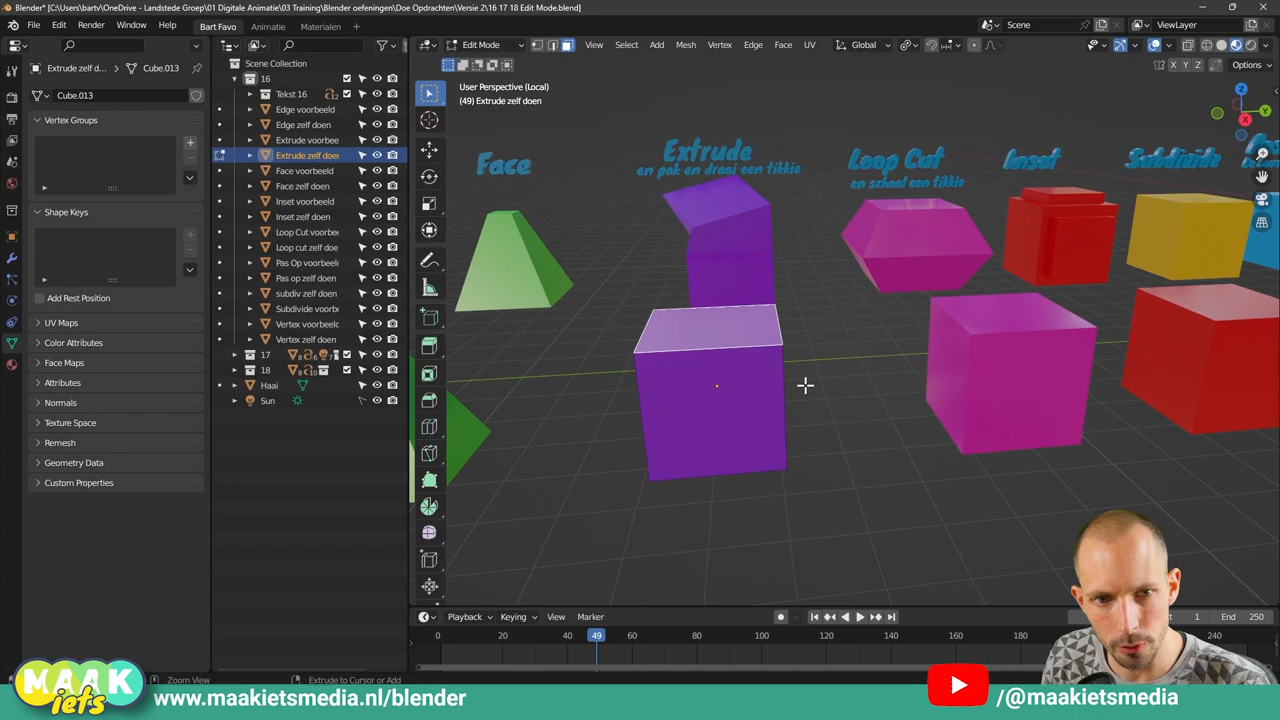 Blender* [C:\Users\bartv\OneDrive - Landstede Groep\01 Digitale Animatie\03 Training\Blender oefeningen\Doe Opdrachten\Versie 2\16 17 18 Edit Mode.blend]
File Edit Render Window Help Bart Favo Animatie Materialen Scene ViewLayer
Edit Mode View Select Add Mesh Vertex Edge Face UV Global
X Y Z Options
Extrude zelf d... Cube.013
Cube.013
Vertex Groups
Shape Keys
Add Rest Position
UV Maps
Color Attributes
Face Maps
Attributes
Normals
Texture Space
Remesh
Geometry Data
Custom Properties
Scene Collection
16
Tekst 16
Edge voorbeeld
Edge zelf doen
Extrude voorbee
Extrude zelf doe
Face voorbeeld
Face zelf doen
Inset voorbeeld
Inset zelf doen
Loop Cut voorbe
Loop cut zelf doe
Pas Op voorbeel
Pas op zelf doen
subdiv zelf doen
Subdivide voorb
Vertex voorbeeld
Vertex zelf doen
17
18
Haai
Sun
User Perspective (Local)
(49) Extrude zelf doen
Face
Extrude
en pak en draai een tikkie
Loop Cut
en schaal een tikkie
Inset
Subdivide
X Y Z
Playback Keying View Marker 1 End 250
0 20 40 49 60 80 100 120 140 160 180 240
Zoom View Extrude to Cursor or Add
MAAK
iets
www.maakietsmedia.nl/blender
/@maakietsmedia